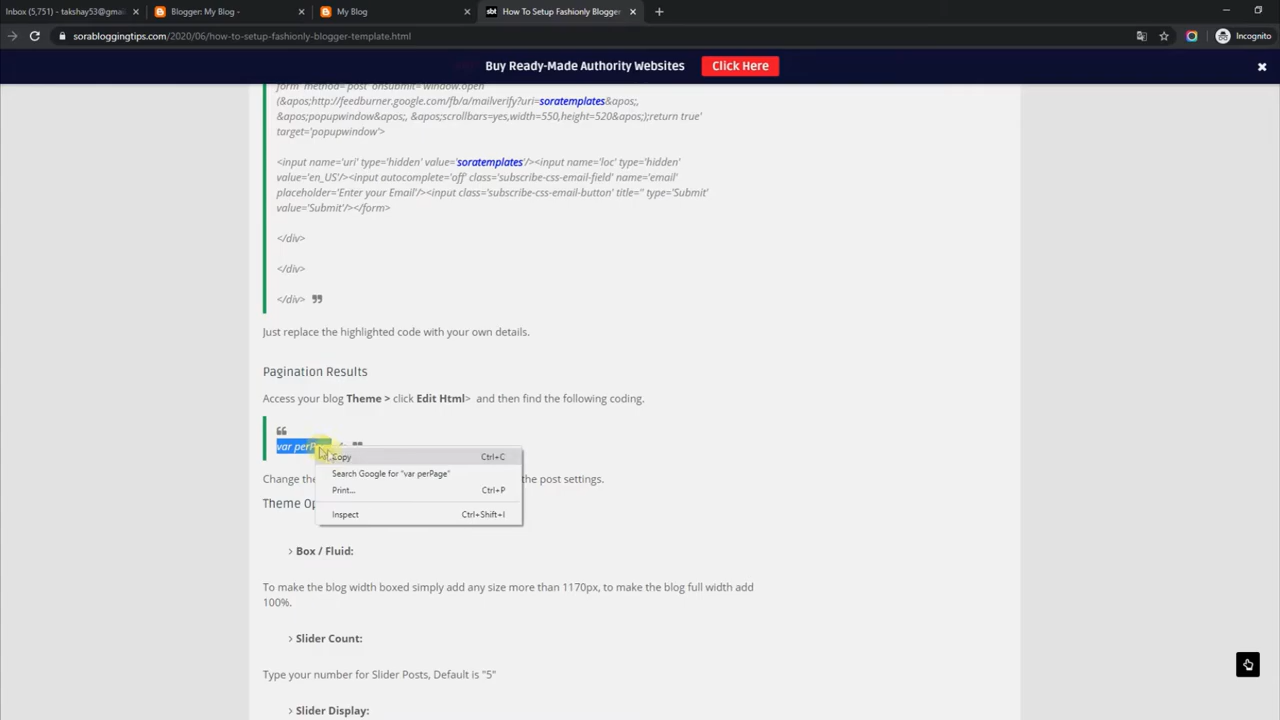 Inbox (5,751) - takshay53@gmail
Blogger: My Blog -
My Blog
How To Setup Fashionly Blogger
sorabloggingtips.com/2020/06/how-to-setup-fashionly-blogger-template.html
Incognito
Buy Ready-Made Authority Websites
Click Here
form method='post' onsubmit='window.open
(&apos;http://feedburner.google.com/fb/a/mailverify?uri=soratemplates&apos;,
&apos;popupwindow&apos;, &apos;scrollbars=yes,width=550,height=520&apos;);return true'
target='popupwindow'>
<input name='uri' type='hidden' value='soratemplates'/><input name='loc' type='hidden'
value='en_US'/><input autocomplete='off' class='subscribe-css-email-field' name='email'
placeholder='Enter your Email'/><input class='subscribe-css-email-button' title='' type='Submit'
value='Submit'/></form>
</div>
</div>
</div>
Just replace the highlighted code with your own details.
Pagination Results
Access your blog Theme > click Edit Html> and then find the following coding.
var perP
Copy Ctrl+C
Search Google for "var perPage"
Print... Ctrl+P
Inspect Ctrl+Shift+I
Change the the post settings.
Theme Op
> Box / Fluid:
To make the blog width boxed simply add any size more than 1170px, to make the blog full width add
100%.
> Slider Count:
Type your number for Slider Posts, Default is "5"
> Slider Display: